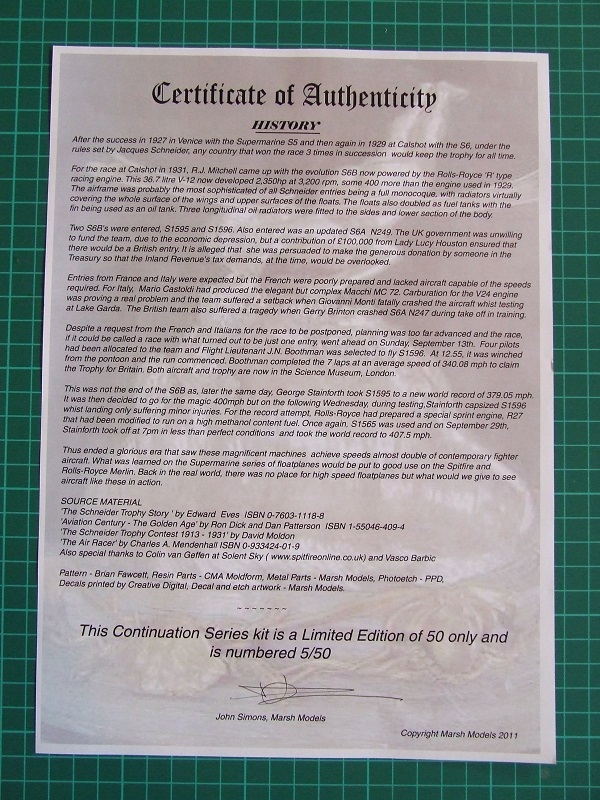 Certificate of Authenticity
HISTORY
After the success in 1927 in Venice with the Supermarine S5 and then again in 1929 at Calshot with the S6, under the
rules set by Jacques Schneider, any country that won the race 3 times in succession would keep the trophy for all time.
For the race at Calshot in 1931, R.J. Mitchell came up with the evolution S6B now powered by the Rolls-Royce 'R' type
racing engine. This 36.7 litre V-12 now developed 2,350hp at 3,200 rpm, some 400 more than the engine used in 1929.
The airframe was probably the most sophisticated of all Schneider entries being a full monocoque, with radiators virtually
covering the whole surface of the wings and upper surfaces of the floats. The floats also doubled as fuel tanks with the
fin being used as an oil tank. Three longitudinal oil radiators were fitted to the sides and lower section of the body.
Two S6B's were entered, S1595 and S1596. Also entered was an updated S6A N249. The UK government was unwilling
to fund the team, due to the economic depression, but a contribution of £100,000 from Lady Lucy Houston ensured that
there would be a British entry. It is alleged that she was persuaded to make the generous donation by someone in the
Treasury so that the Inland Revenue's tax demands, at the time, would be overlooked.
Entries from France and Italy were expected but the French were poorly prepared and lacked aircraft capable of the speeds
required. For Italy, Mario Castoldi had produced the elegant but complex Macchi MC 72. Carburation for the V24 engine
was proving a real problem and the team suffered a setback when Giovanni Monti fatally crashed the aircraft whist testing
at Lake Garda. The British team also suffered a tragedy when Gerry Brinton crashed S6A N247 during take off in training.
Despite a request from the French and Italians for the race to be postponed, planning was too far advanced and the race,
if it could be called a race with what turned out to be just one entry, went ahead on Sunday, September 13th. Four pilots
had been allocated to the team and Flight Lieutenant J.N. Boothman was selected to fly S1596. At 12.55, it was winched
from the pontoon and the run commenced. Boothman completed the 7 laps at an average speed of 340.08 mph to claim
the Trophy for Britain. Both aircraft and trophy are now in the Science Museum, London.
This was not the end of the S6B as, later the same day, George Stainforth took S1595 to a new world record of 379.05 mph.
It was then decided to go for the magic 400mph but on the following Wednesday, during testing,Stainforth capsized S1596
whist landing only suffering minor injuries. For the record attempt, Rolls-Royce had prepared a special sprint engine, R27
that had been modified to run on a high methanol content fuel. Once again, S1565 was used and on September 29th,
Stainforth took off at 7pm in less than perfect conditions and took the world record to 407.5 mph.
Thus ended a glorious era that saw these magnificent machines achieve speeds almost double of contemporary fighter
aircraft. What was learned on the Supermarine series of floatplanes would be put to good use on the Spitfire and
Rolls-Royce Merlin. Back in the real world, there was no place for high speed floatplanes but what would we give to see
aircraft like these in action.
SOURCE MATERIAL
'The Schneider Trophy Story ' by Edward Eves ISBN 0-7603-1118-8
'Aviation Century - The Golden Age' by Ron Dick and Dan Patterson ISBN 1-55046-409-4
'The Schneider Trophy Contest 1913 - 1931' by David Moldon
'The Air Racer' by Charles A. Mendenhall ISBN 0-933424-01-9
Also special thanks to Colin van Geffen at Solent Sky ( www.spitfireonline.co.uk) and Vasco Barbic
Pattern - Brian Fawcett, Resin Parts - CMA Moldform, Metal Parts - Marsh Models, Photoetch - PPD,
Decals printed by Creative Digital, Decal and etch artwork - Marsh Models.
- - - - - - -
This Continuation Series kit is a Limited Edition of 50 only and
is numbered 5/50
John Simons, Marsh Models
Copyright Marsh Models 2011